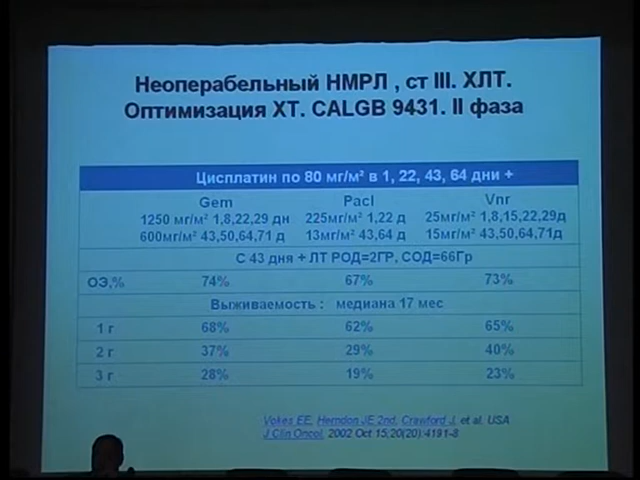 Неоперабельный НМРЛ , ст III. ХЛТ.
Оптимизация ХТ. CALGB 9431. II фаза
Цисплатин по 80 мг/м² в 1, 22, 43, 64 дни +
Gem Pacl Vnr
1250 мг/м² 1,8,22,29 дн 225мг/м² 1,22 д 25мг/м² 1,8,15,22,29д
600мг/м² 43,50,64,71 д 13мг/м² 43,64 д 15мг/м² 43,50,64,71д
С 43 дня + ЛТ РОД=2ГР, СОД=66Гр
ОЭ,% 74% 67% 73%
Выживаемость : медиана 17 мес
1 г 68% 62% 65%
2 г 37% 29% 40%
3 г 28% 19% 23%
Vokes EE, Herndon JE 2nd, Crawford J. et al. USA
J Clin Oncol. 2002 Oct 15;20(20):4191-8